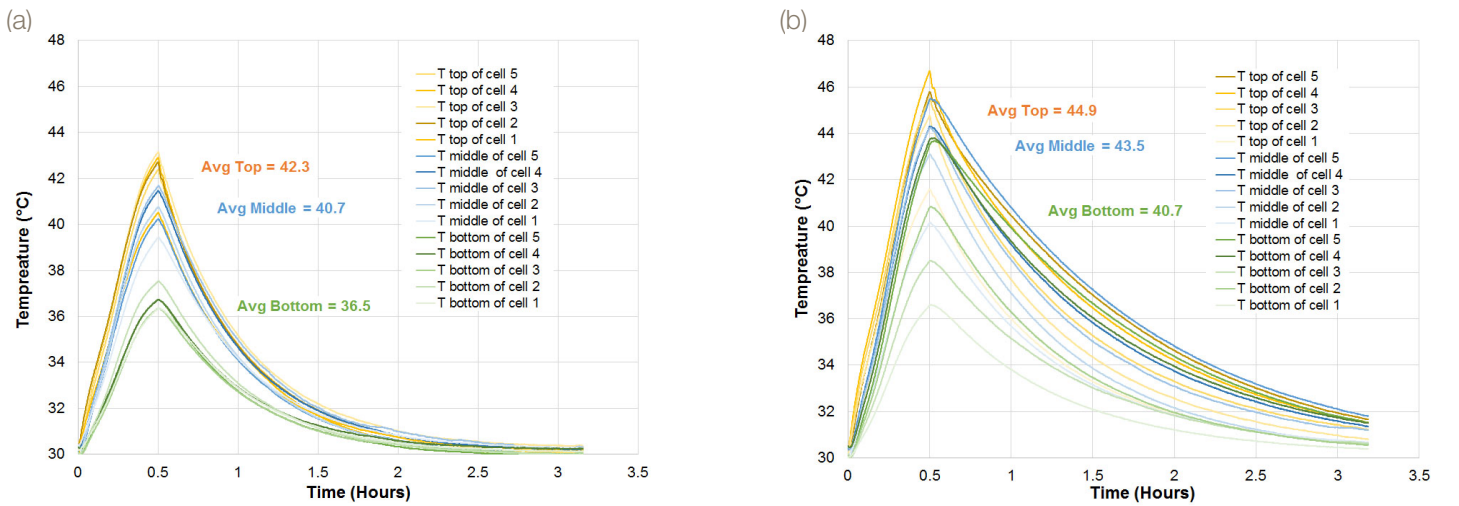 (a)
48
46
44
42
40
38
36
34
32
30
0
0.5
1
1.5
2
2.5
3
3.5
Tempreature (°C)
Time (Hours)
Avg Top = 42.3
Avg Middle = 40.7
Avg Bottom = 36.5
T top of cell 5
T top of cell 4
T top of cell 3
T top of cell 2
T top of cell 1
T middle of cell 5
T middle of cell 4
T middle of cell 3
T middle of cell 2
T middle of cell 1
T bottom of cell 5
T bottom of cell 4
T bottom of cell 3
T bottom of cell 2
T bottom of cell 1
(b)
48
46
44
42
40
38
36
34
32
30
0
0.5
1
1.5
2
2.5
3
3.5
Tempreature (°C)
Time (Hours)
Avg Top = 44.9
Avg Middle = 43.5
Avg Bottom = 40.7
T top of cell 5
T top of cell 4
T top of cell 3
T top of cell 2
T top of cell 1
T middle of cell 5
T middle of cell 4
T middle of cell 3
T middle of cell 2
T middle of cell 1
T bottom of cell 5
T bottom of cell 4
T bottom of cell 3
T bottom of cell 2
T bottom of cell 1